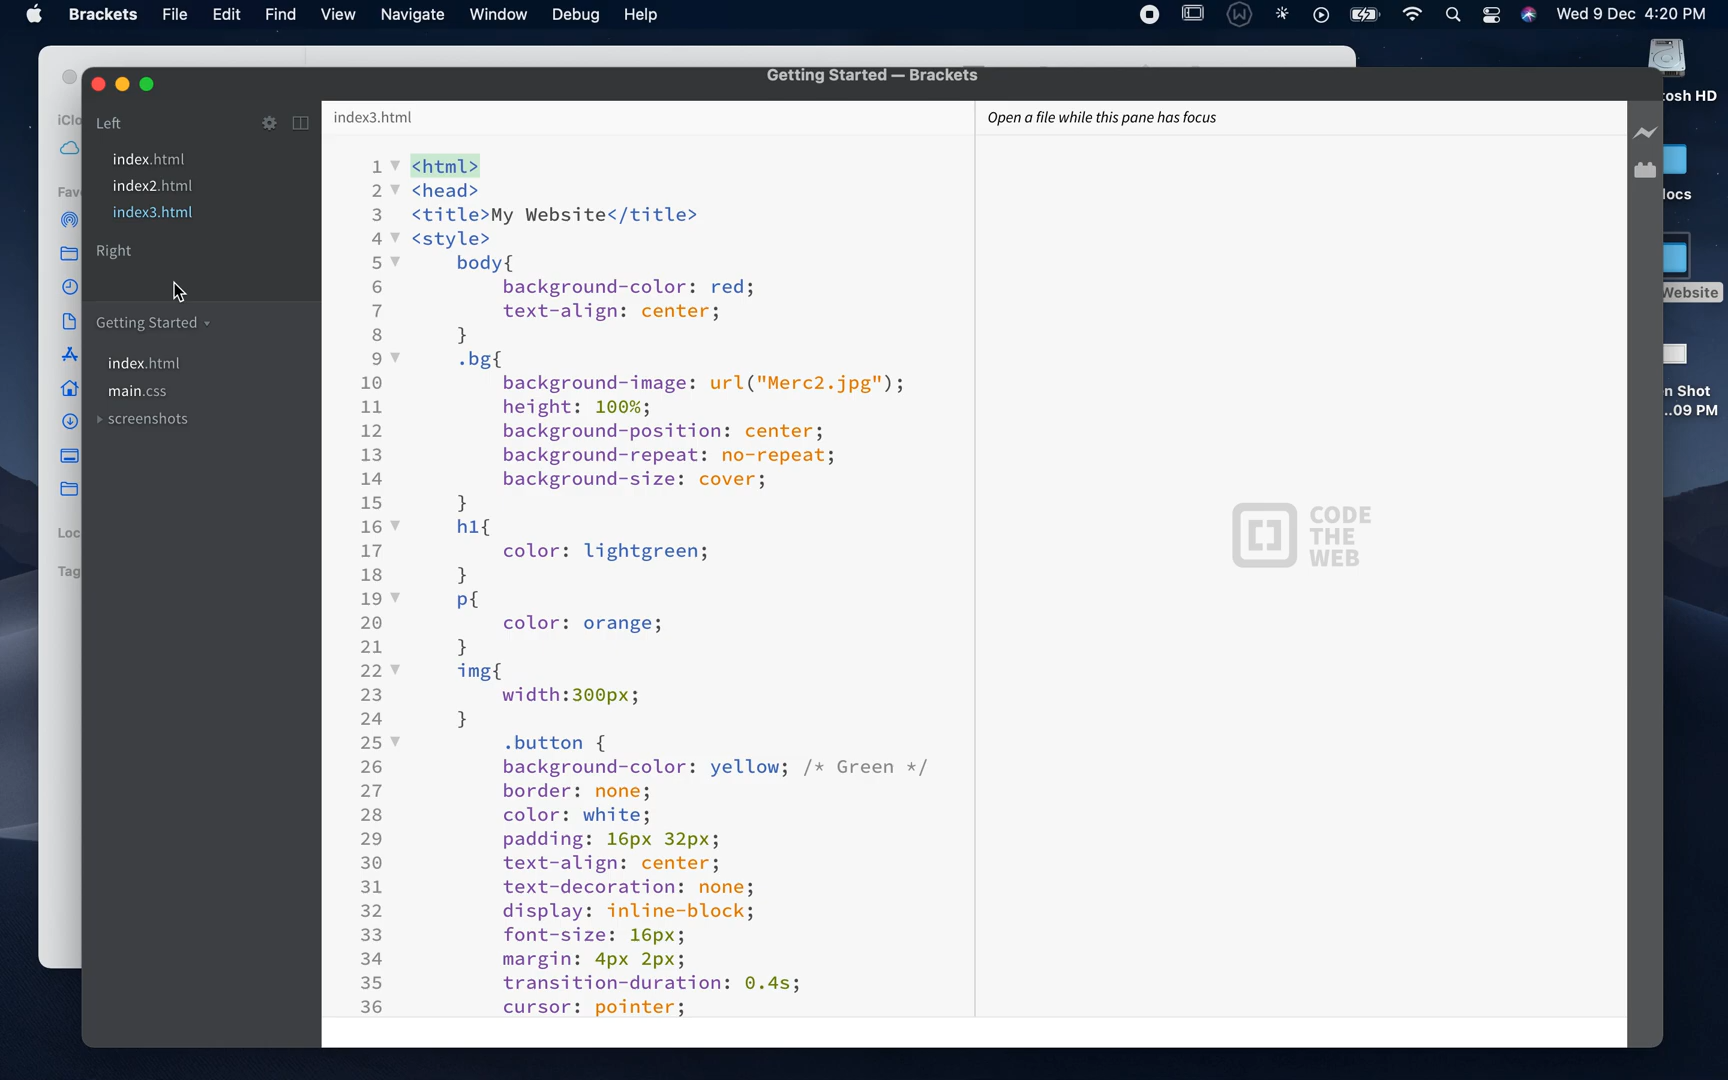 Brackets File Edit Find View Navigate Window Debug Help Wed 9 Dec 4:20 PM
Getting Started — Brackets
Left
index.html
index2.html
index3.html
Right
Getting Started
index.html
main.css
screenshots
iClo
Fav
Loc
Tag
index3.html
1 <html>
2 <head>
3 <title>My Website</title>
4 <style>
5 body{
6 background-color: red;
7 text-align: center;
8 }
9 .bg{
10 background-image: url("Merc2.jpg");
11 height: 100%;
12 background-position: center;
13 background-repeat: no-repeat;
14 background-size: cover;
15 }
16 h1{
17 color: lightgreen;
18 }
19 p{
20 color: orange;
21 }
22 img{
23 width:300px;
24 }
25 .button {
26 background-color: yellow; /* Green */
27 border: none;
28 color: white;
29 padding: 16px 32px;
30 text-align: center;
31 text-decoration: none;
32 display: inline-block;
33 font-size: 16px;
34 margin: 4px 2px;
35 transition-duration: 0.4s;
36 cursor: pointer;
Open a file while this pane has focus
CODE
THE
WEB
tosh HD
locs
Website
n Shot
..09 PM